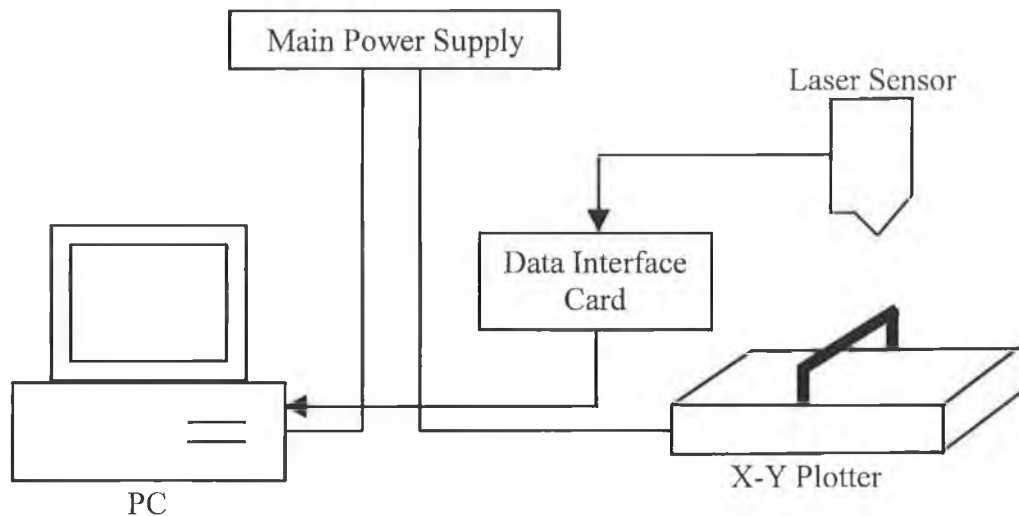 Main Power Supply
Laser Sensor
Data Interface
Card
X-Y Plotter
PC